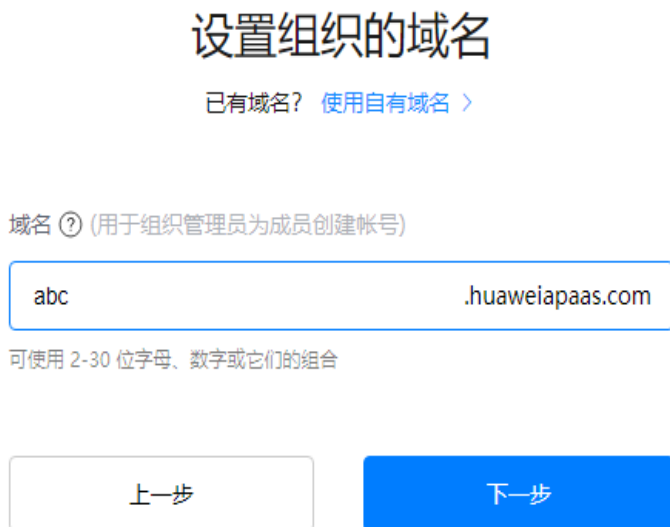 设置组织的域名
已有域名? 使用自有域名 >
域名 ? (用于组织管理员为成员创建帐号)
abc .huaweiapaas.com
可使用 2-30 位字母、数字或它们的组合
上一步 下一步